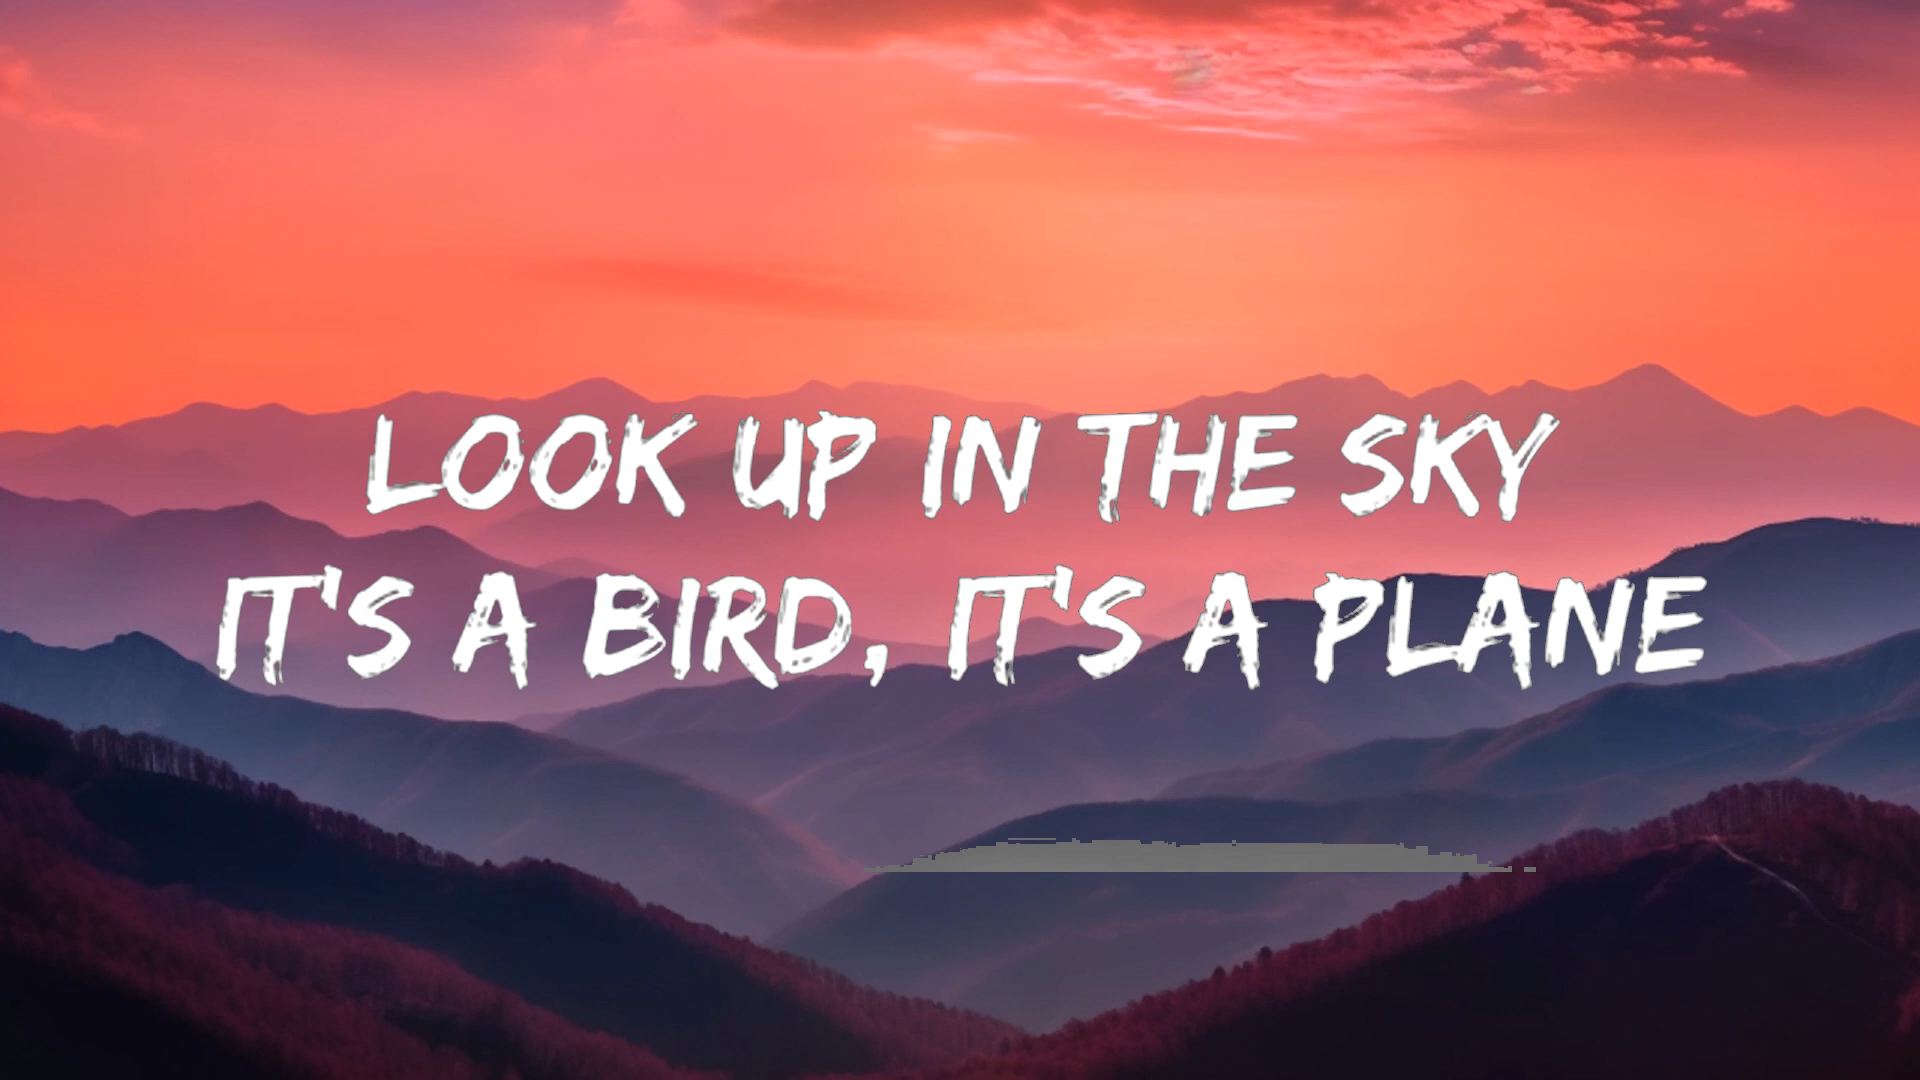 LOOK UP IN THE SKY
IT'S A BIRD, IT'S A PLANE